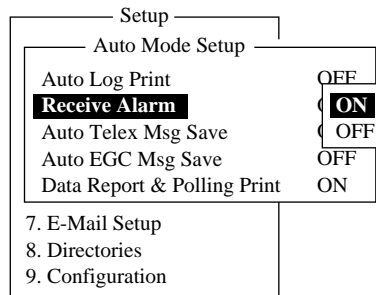 Setup
Auto Mode Setup
Auto Log Print OFF
Receive Alarm ON
Auto Telex Msg Save OFF
Auto EGC Msg Save OFF
Data Report & Polling Print ON
7. E-Mail Setup
8. Directories
9. Configuration